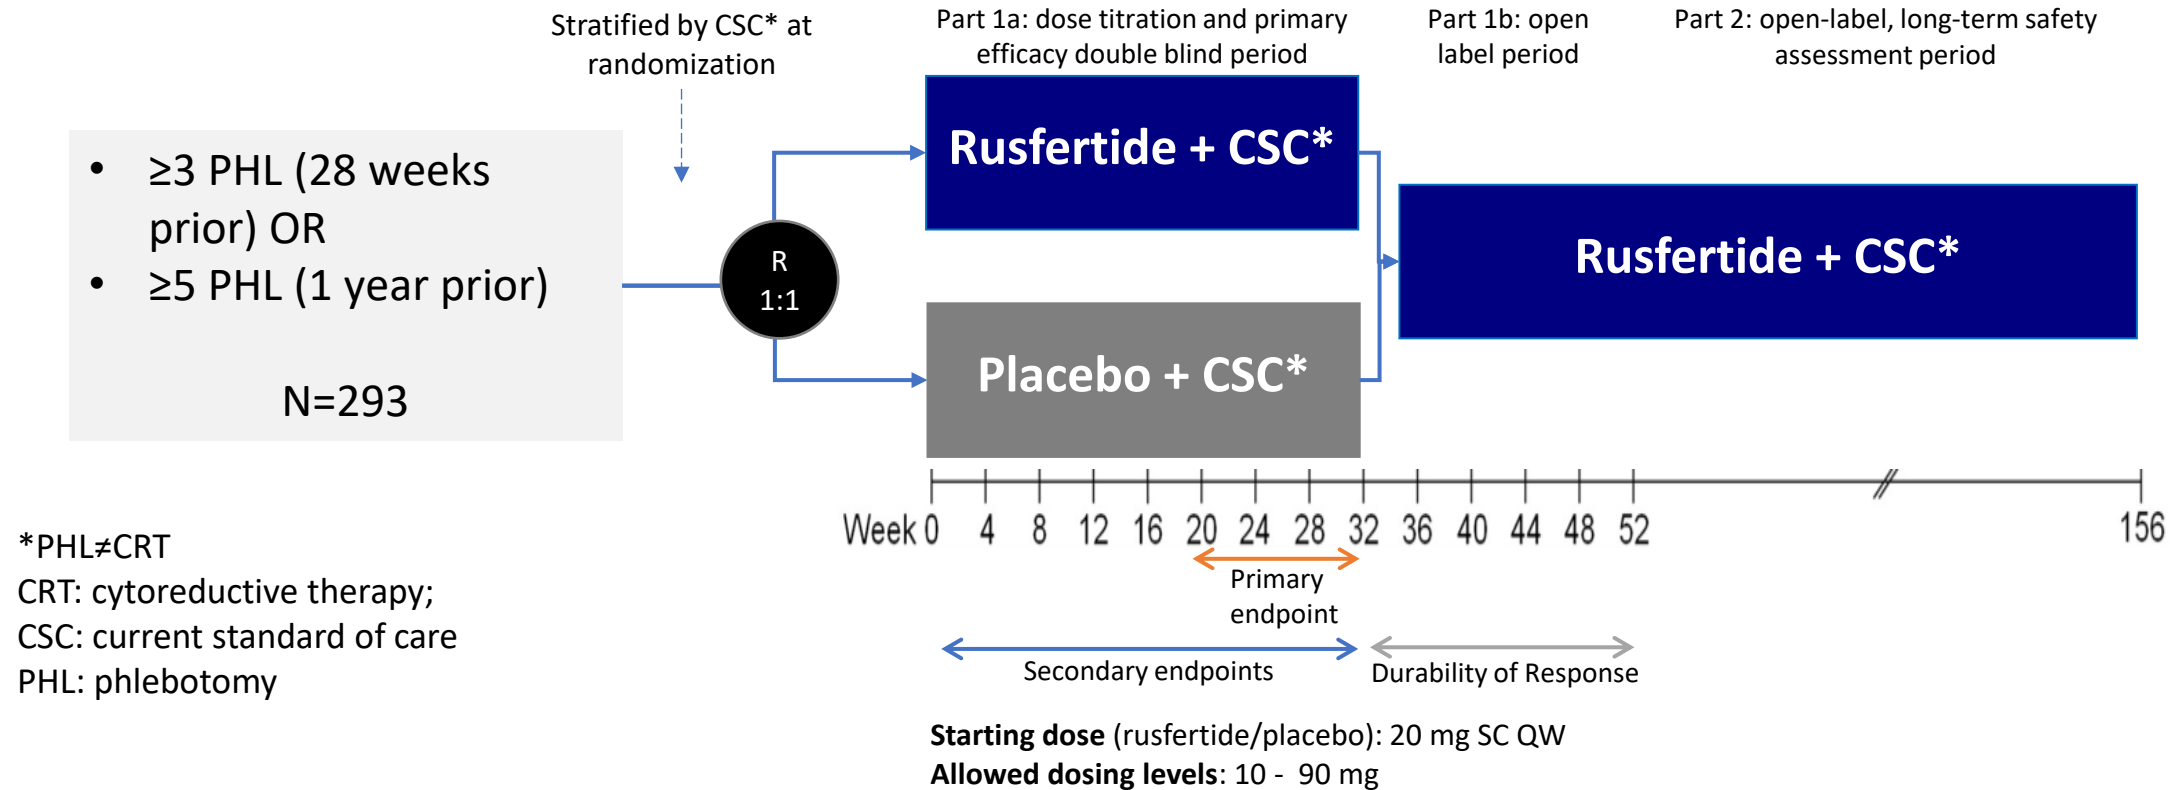 Stratified by CSC* at
randomization
Part 1a: dose titration and primary
efficacy double blind period
Part 1b: open
label period
Part 2: open-label, long-term safety
assessment period
• ≥3 PHL (28 weeks
prior) OR
• ≥5 PHL (1 year prior)
N=293
R
1:1
Rusfertide + CSC*
Placebo + CSC*
Rusfertide + CSC*
Week 0 4 8 12 16 20 24 28 32 36 40 44 48 52 156
Primary
endpoint
Secondary endpoints
Durability of Response
*PHL≠CRT
CRT: cytoreductive therapy;
CSC: current standard of care
PHL: phlebotomy
Starting dose (rusfertide/placebo): 20 mg SC QW
Allowed dosing levels: 10 - 90 mg